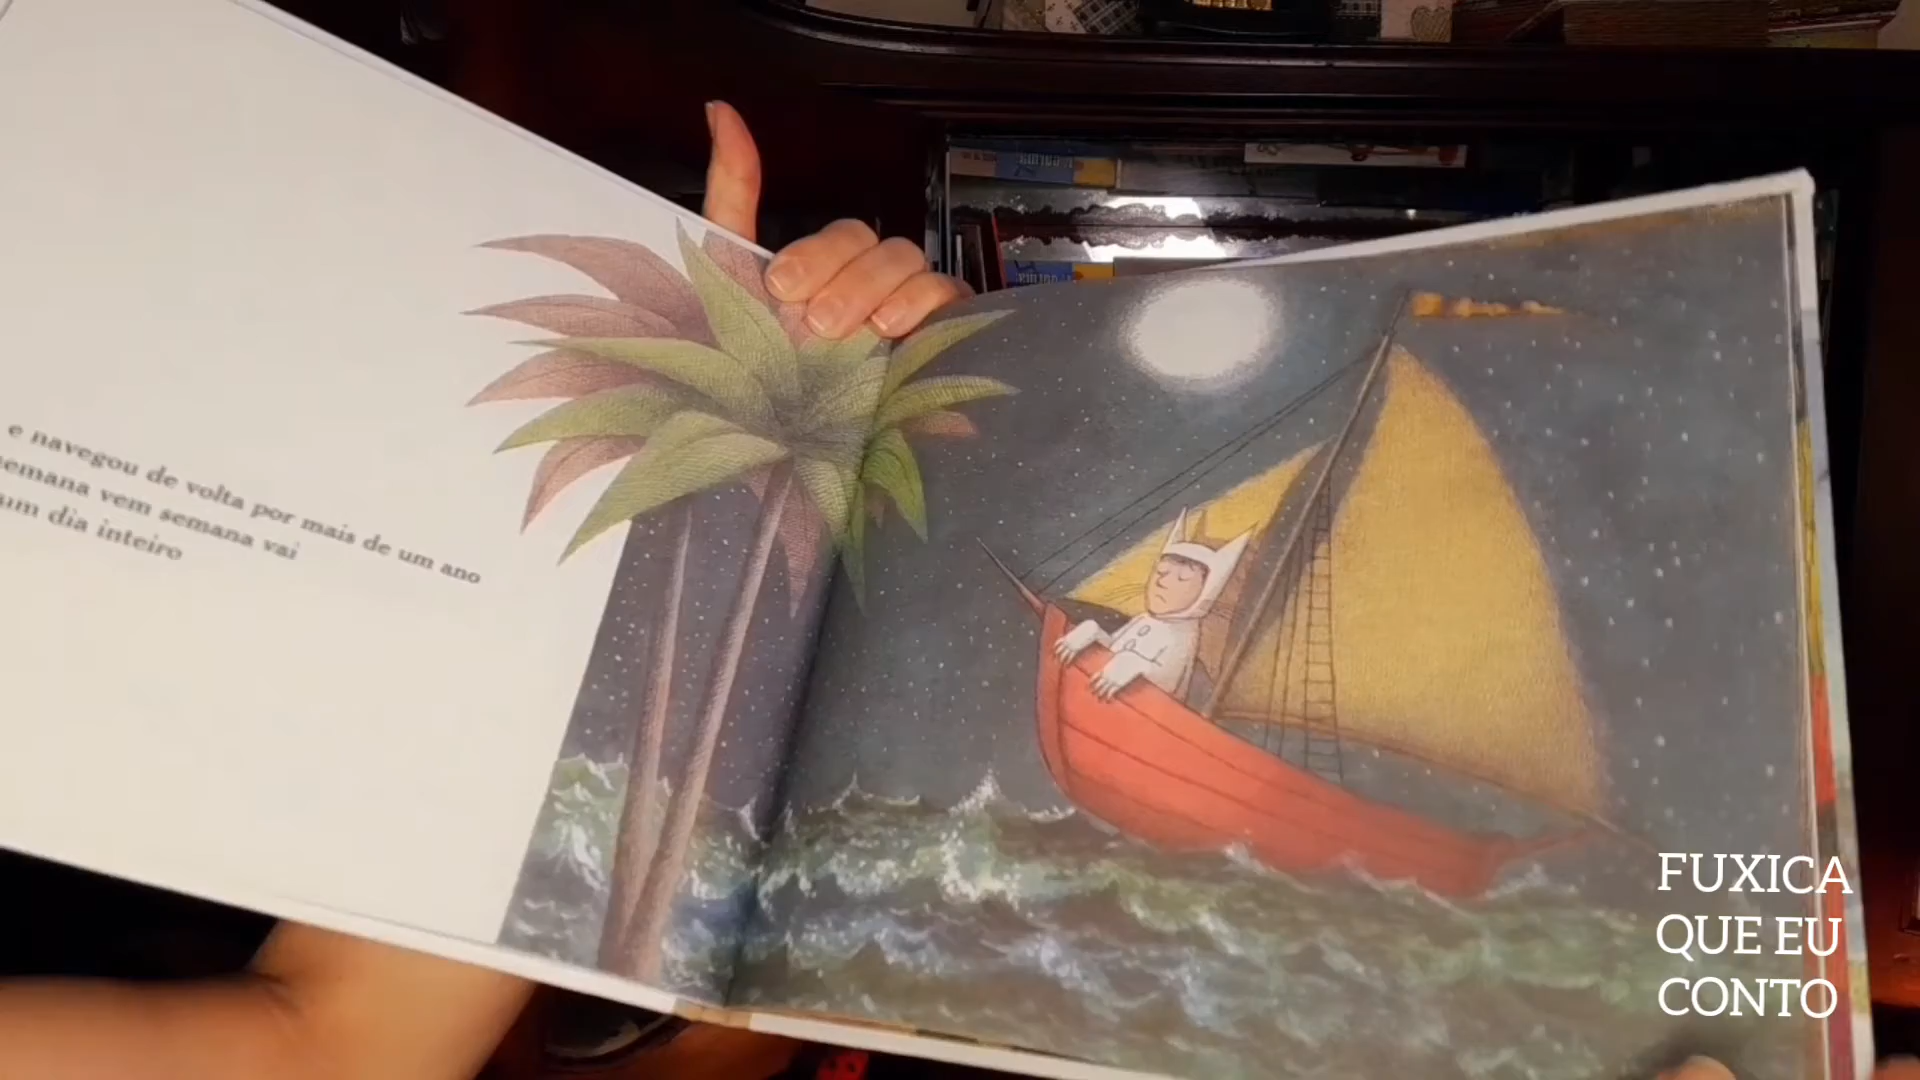 e navegou de volta por mais de um ano
semana vem semana vai
um dia inteiro
FUXICA
QUE EU
CONTO